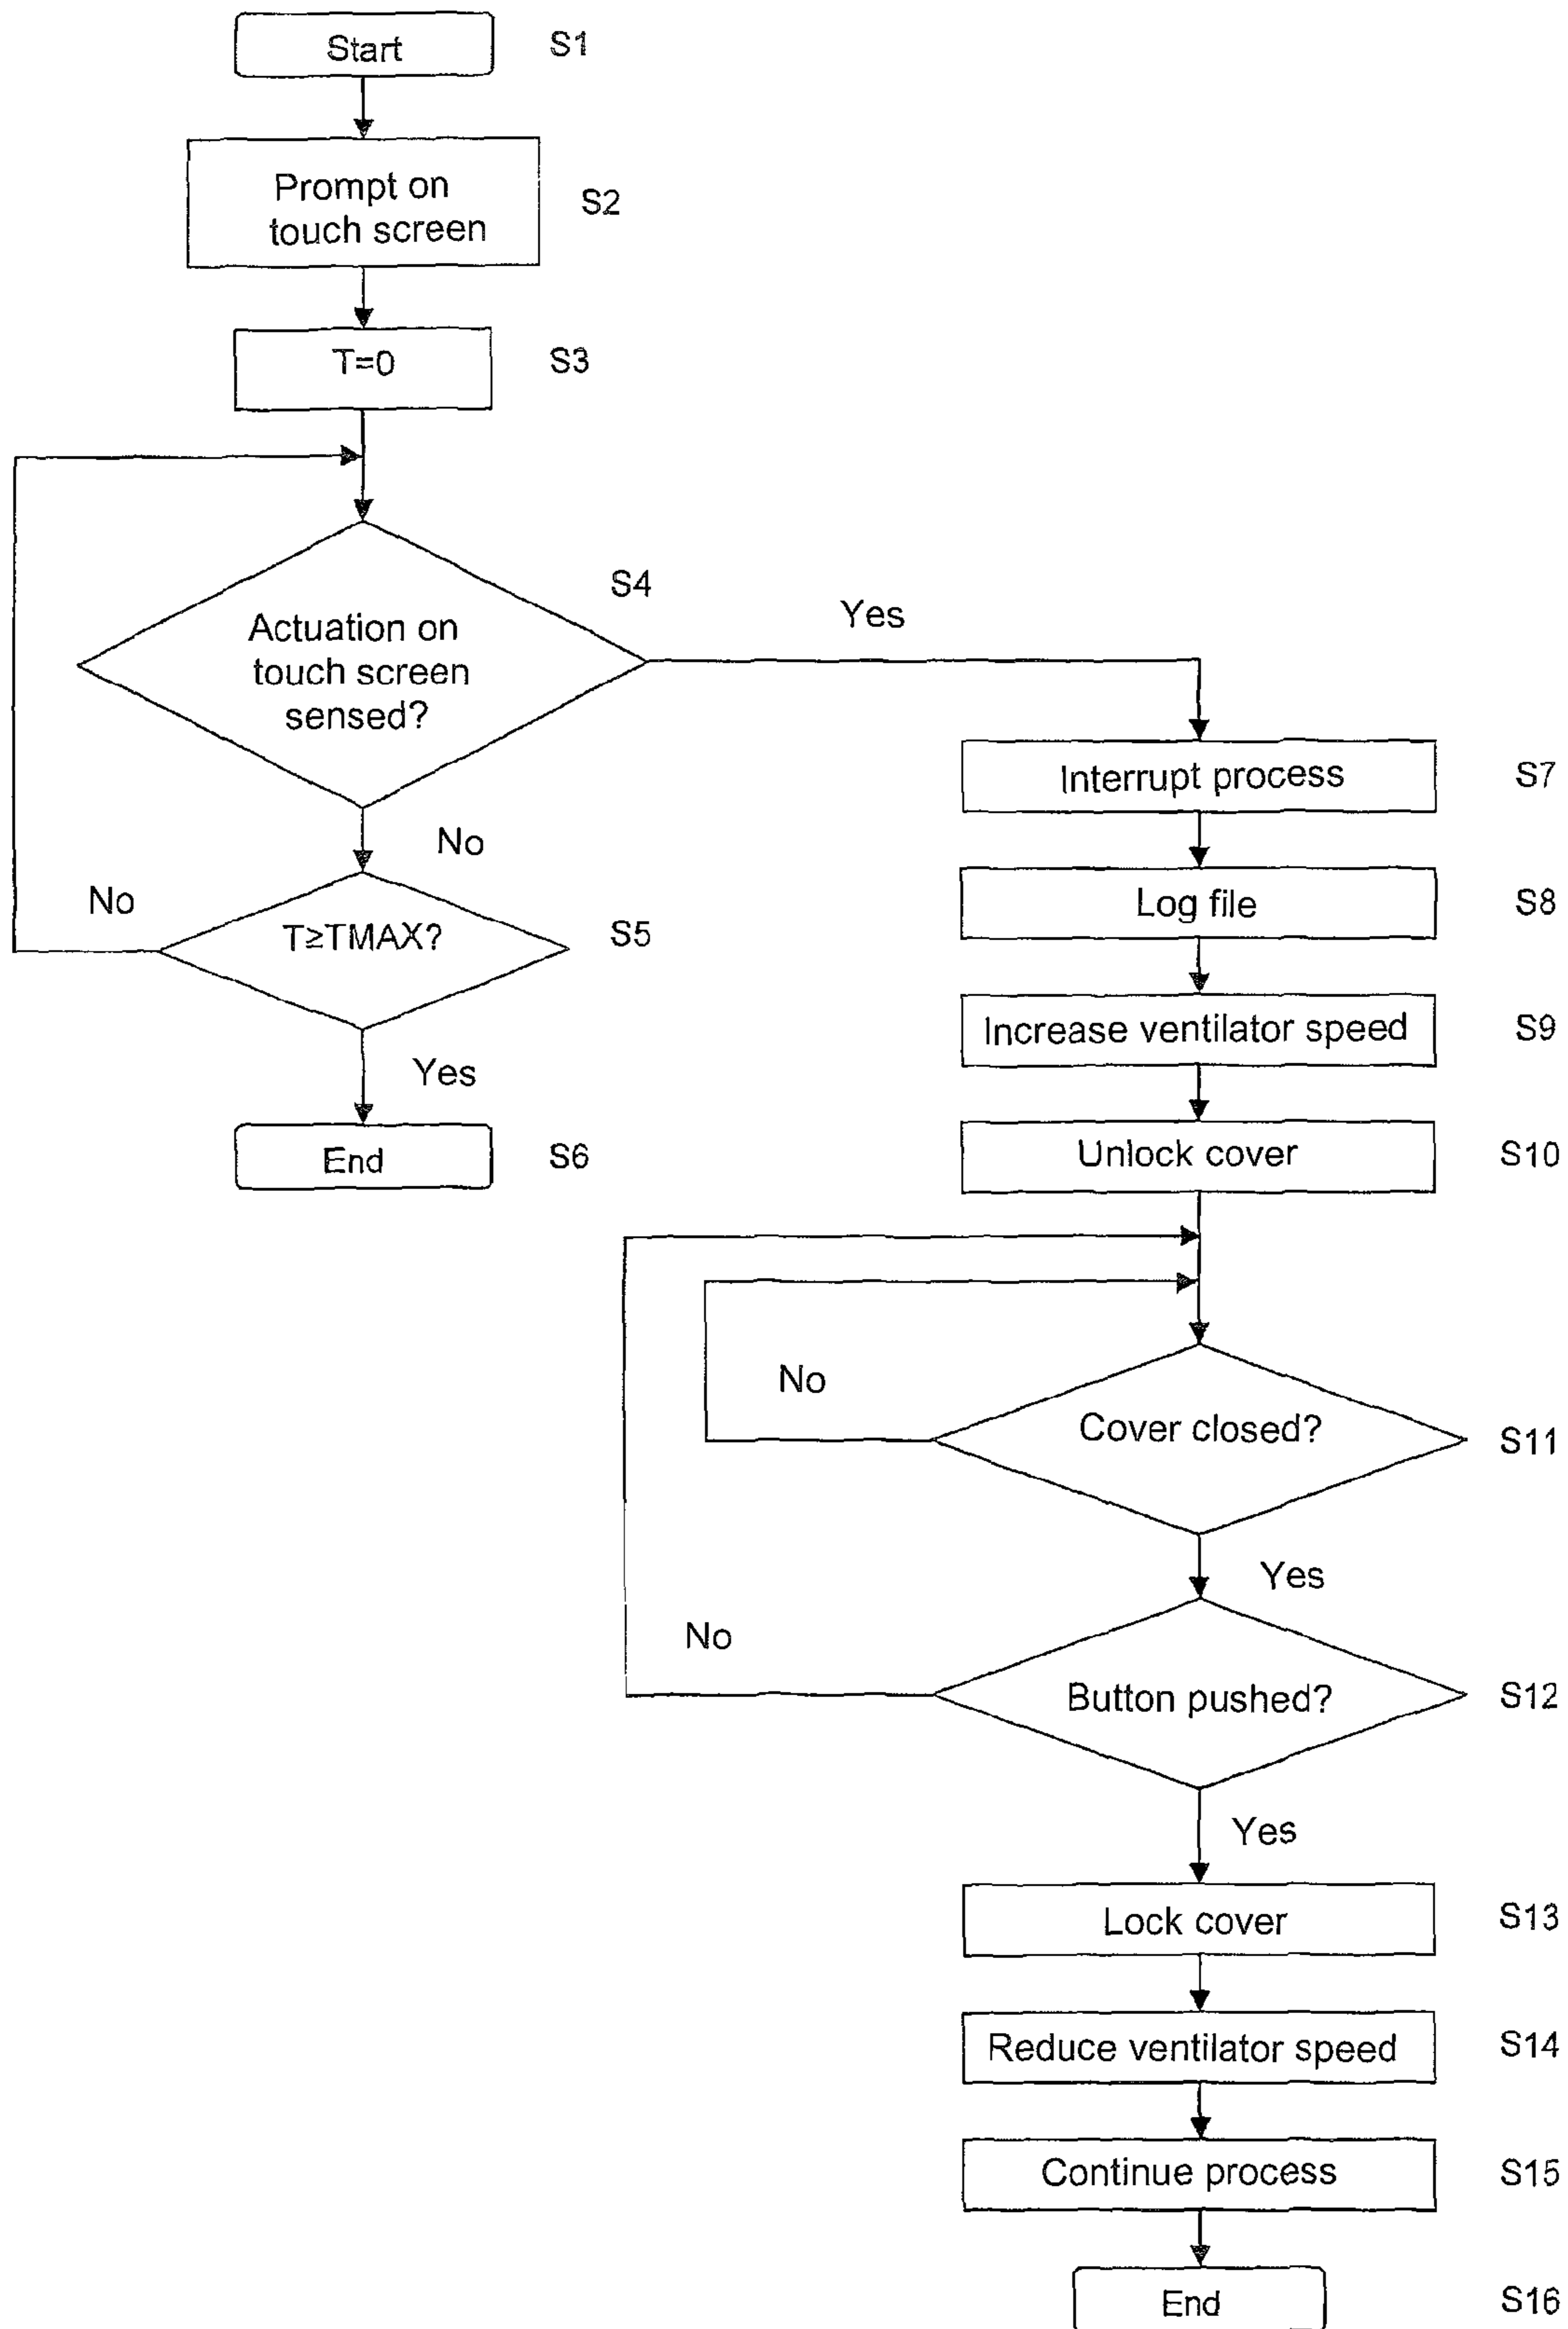 Start S1
Prompt on
touch screen
S2
T=0 S3
S4
Actuation on
touch screen
sensed?
Yes
No
No
T≥TMAX? S5
Yes
End S6
Interrupt process S7
Log file S8
Increase ventilator speed S9
Unlock cover S10
No
Cover closed? S11
Yes
No
Button pushed? S12
Yes
Lock cover S13
Reduce ventilator speed S14
Continue process S15
End S16